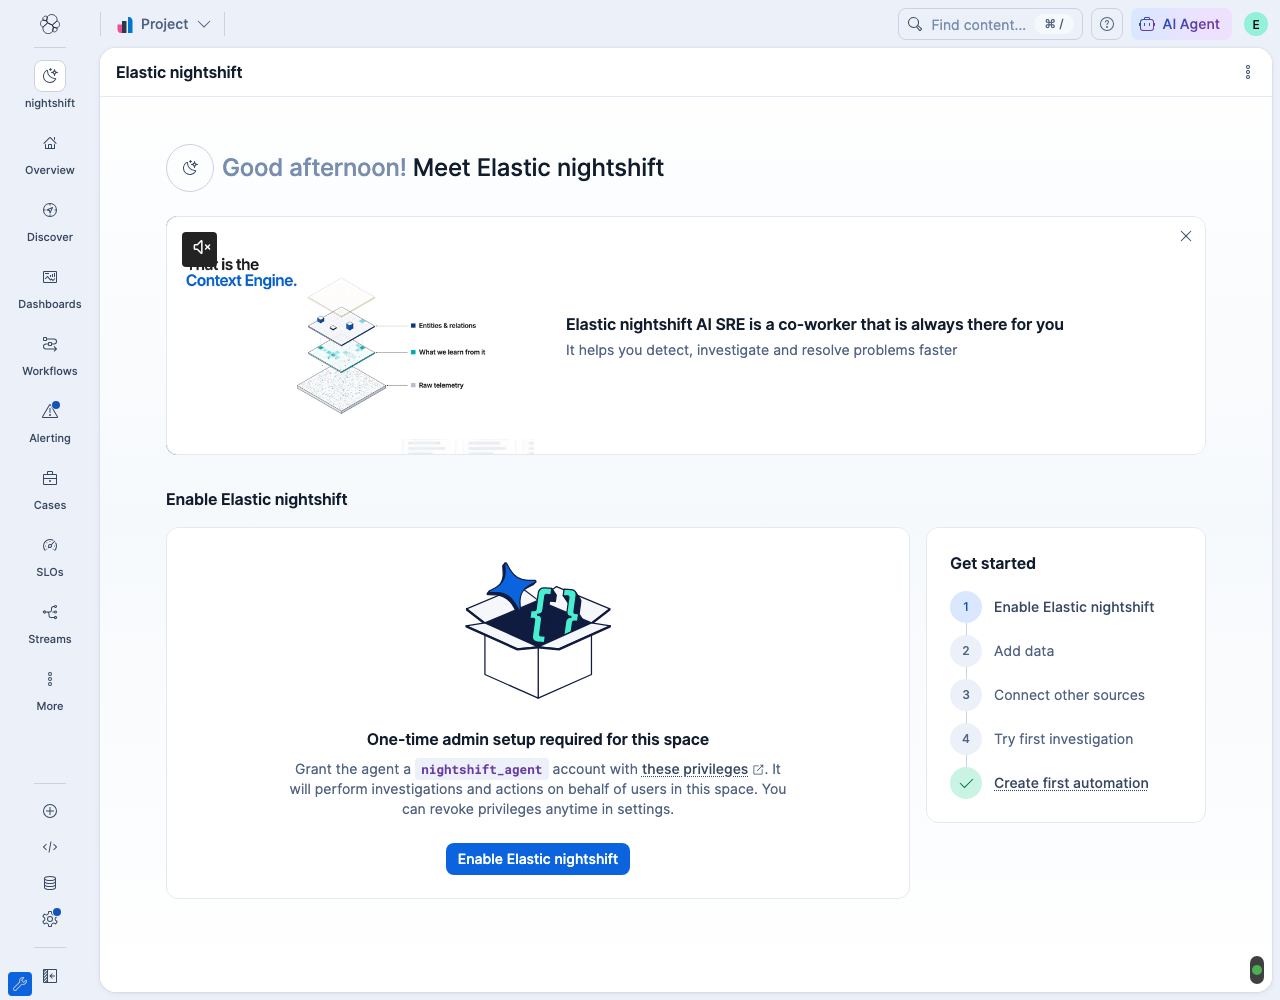 Project
Find content...
⌘ /
AI Agent
E
nightshift
Overview
Discover
Dashboards
Workflows
Alerting
Cases
SLOs
Streams
More
Elastic nightshift
Good afternoon! Meet Elastic nightshift
is the
Context Engine.
Entities & relations
What we learn from it
Raw telemetry
Elastic nightshift AI SRE is a co-worker that is always there for you
It helps you detect, investigate and resolve problems faster
Enable Elastic nightshift
One-time admin setup required for this space
Grant the agent a nightshift_agent account with these privileges. It
will perform investigations and actions on behalf of users in this space. You
can revoke privileges anytime in settings.
Enable Elastic nightshift
Get started
1 Enable Elastic nightshift
2 Add data
3 Connect other sources
4 Try first investigation
Create first automation